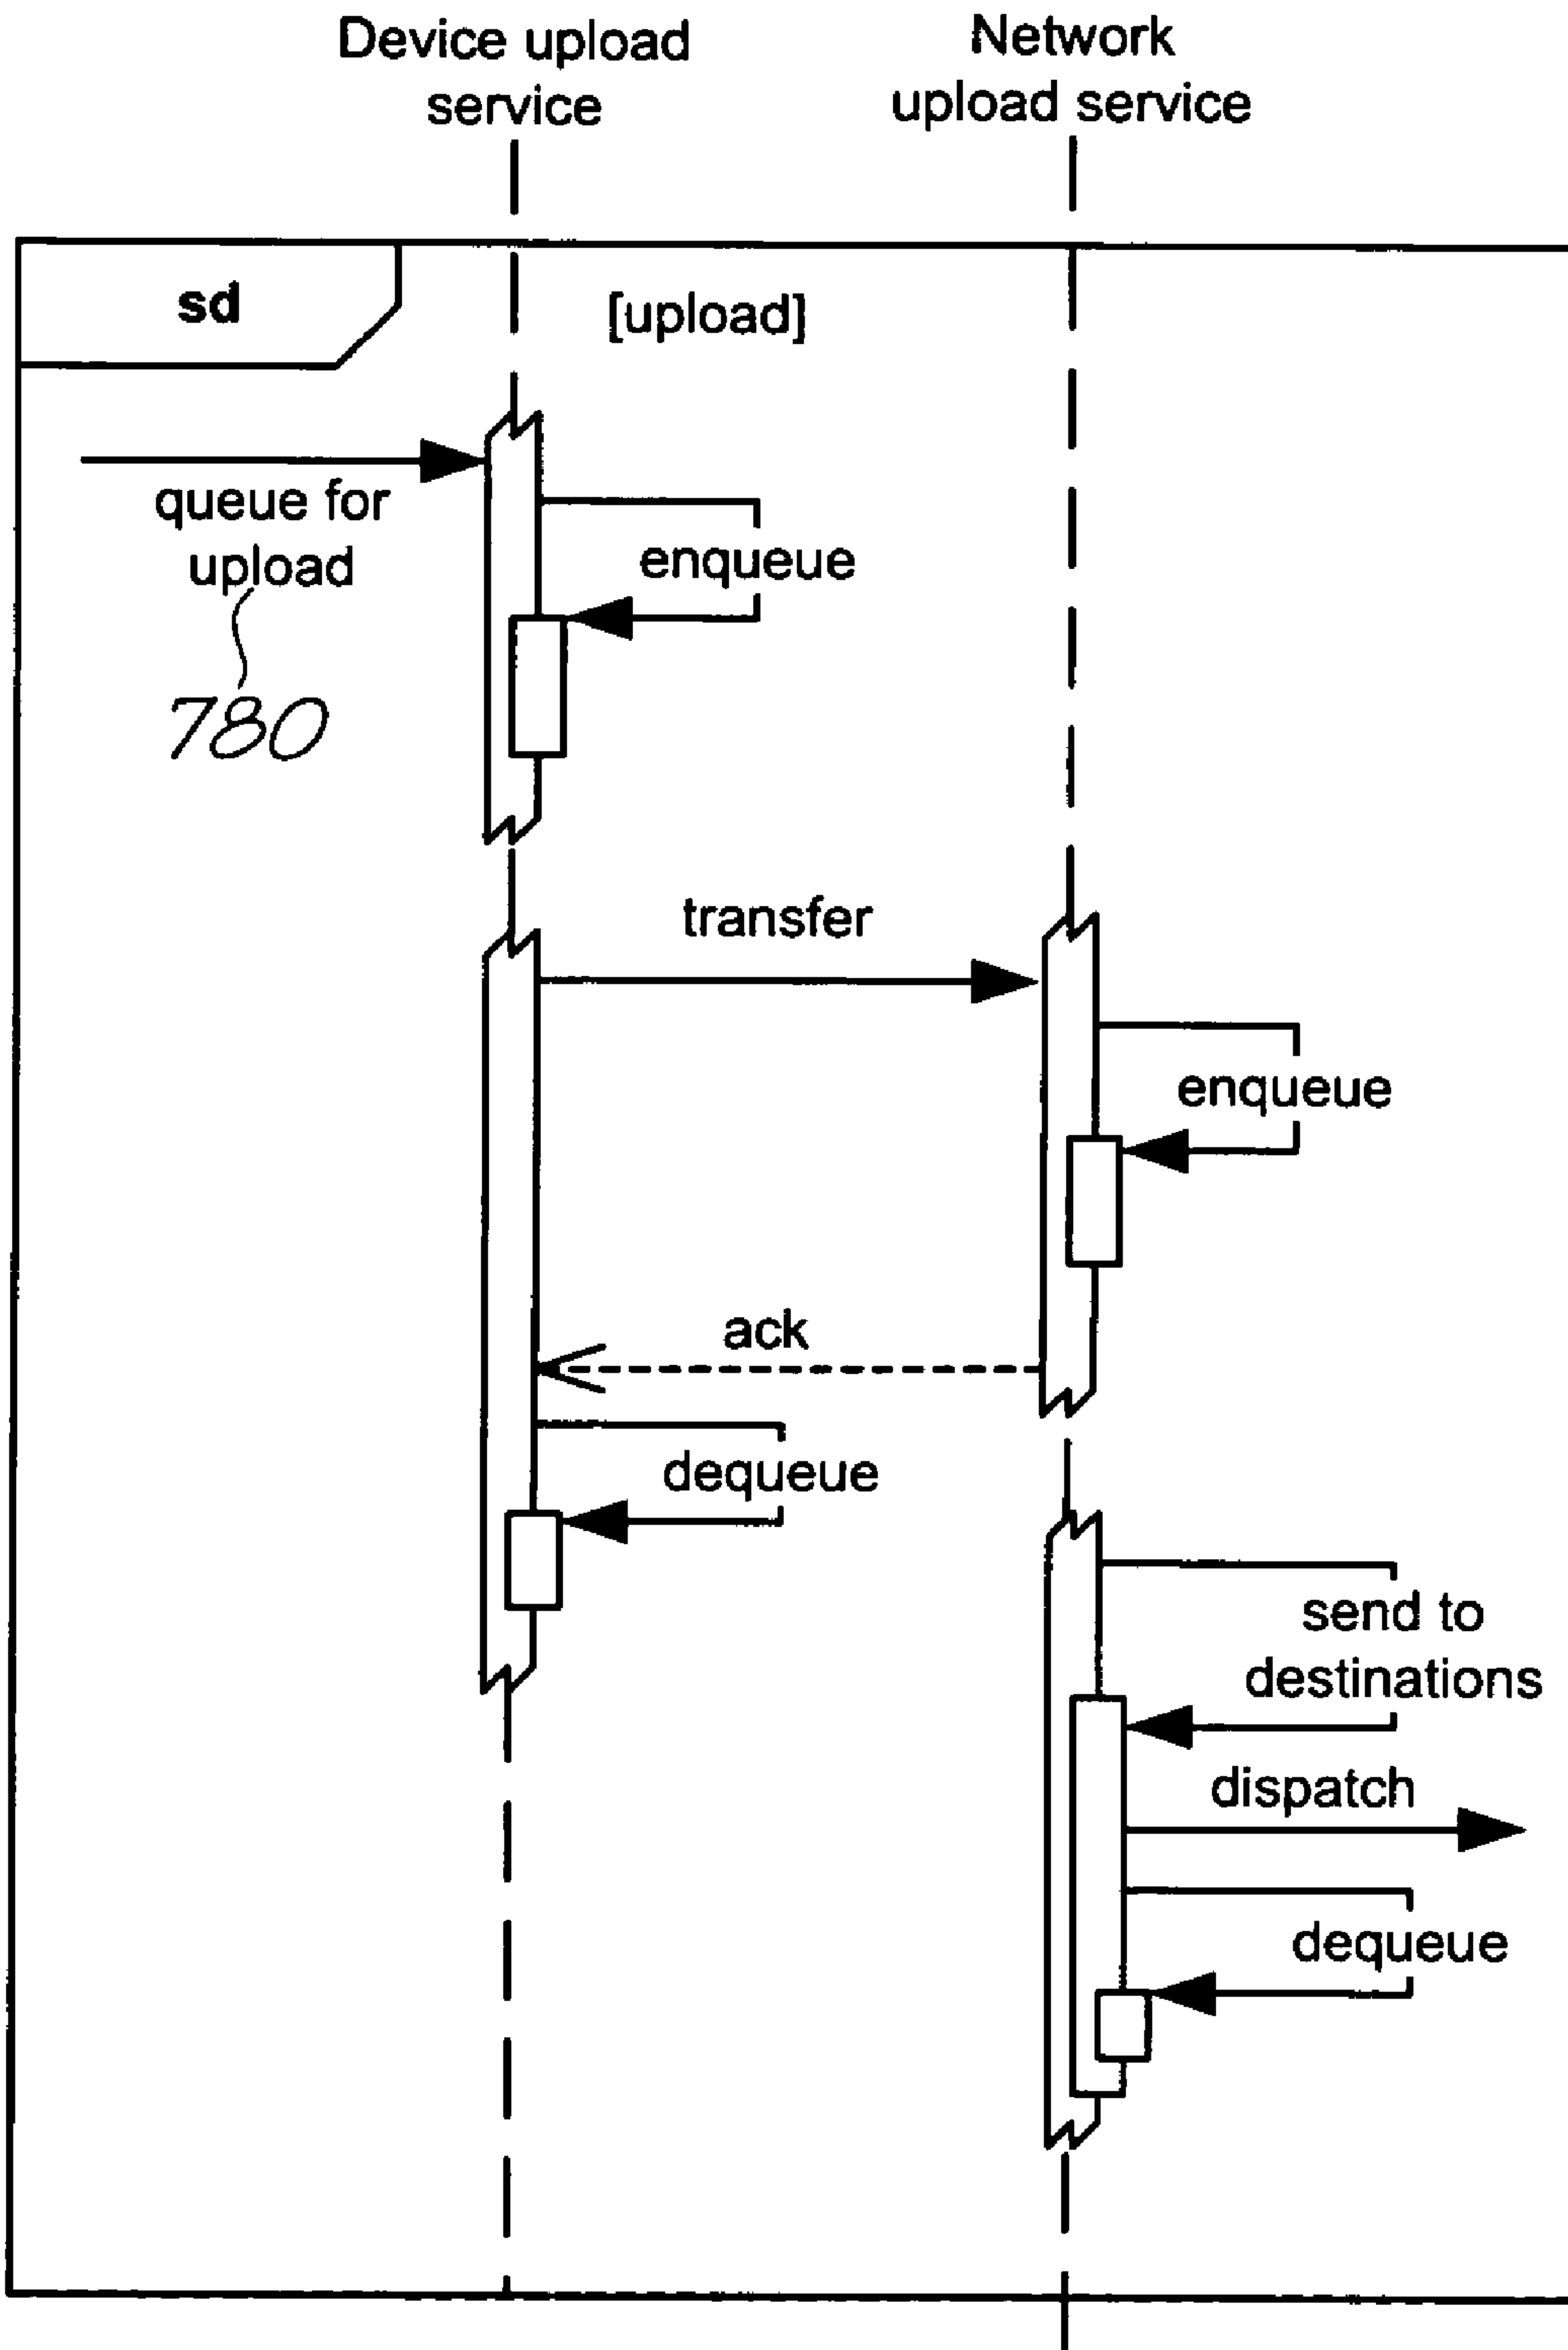 Device upload
service
Network
upload service
sd
[upload]
queue for
upload
780
enqueue
transfer
enqueue
ack
dequeue
send to
destinations
dispatch
dequeue